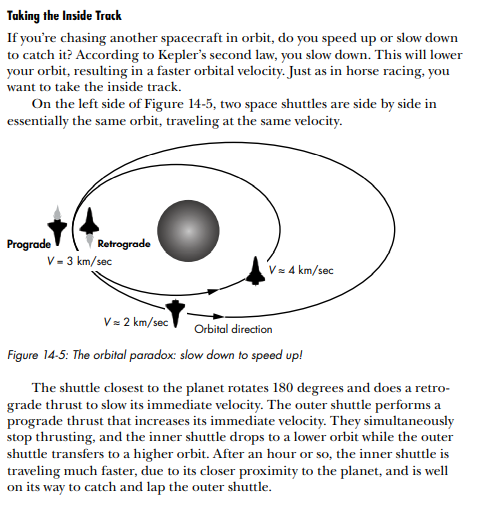 Taking the Inside Track
If you're chasing another spacecraft in orbit, do you speed up or slow down
to catch it? According to Kepler's second law, you slow down. This will lower
your orbit, resulting in a faster orbital velocity. Just as in horse racing, you
want to take the inside track.
On the left side of Figure 14-5, two space shuttles are side by side in
essentially the same orbit, traveling at the same velocity.
Prograde
Retrograde
V = 3 km/sec
V ≈ 4 km/sec
V ≈ 2 km/sec
Orbital direction
Figure 14-5: The orbital paradox: slow down to speed up!
The shuttle closest to the planet rotates 180 degrees and does a retro-
grade thrust to slow its immediate velocity. The outer shuttle performs a
prograde thrust that increases its immediate velocity. They simultaneously
stop thrusting, and the inner shuttle drops to a lower orbit while the outer
shuttle transfers to a higher orbit. After an hour or so, the inner shuttle is
traveling much faster, due to its closer proximity to the planet, and is well
on its way to catch and lap the outer shuttle.